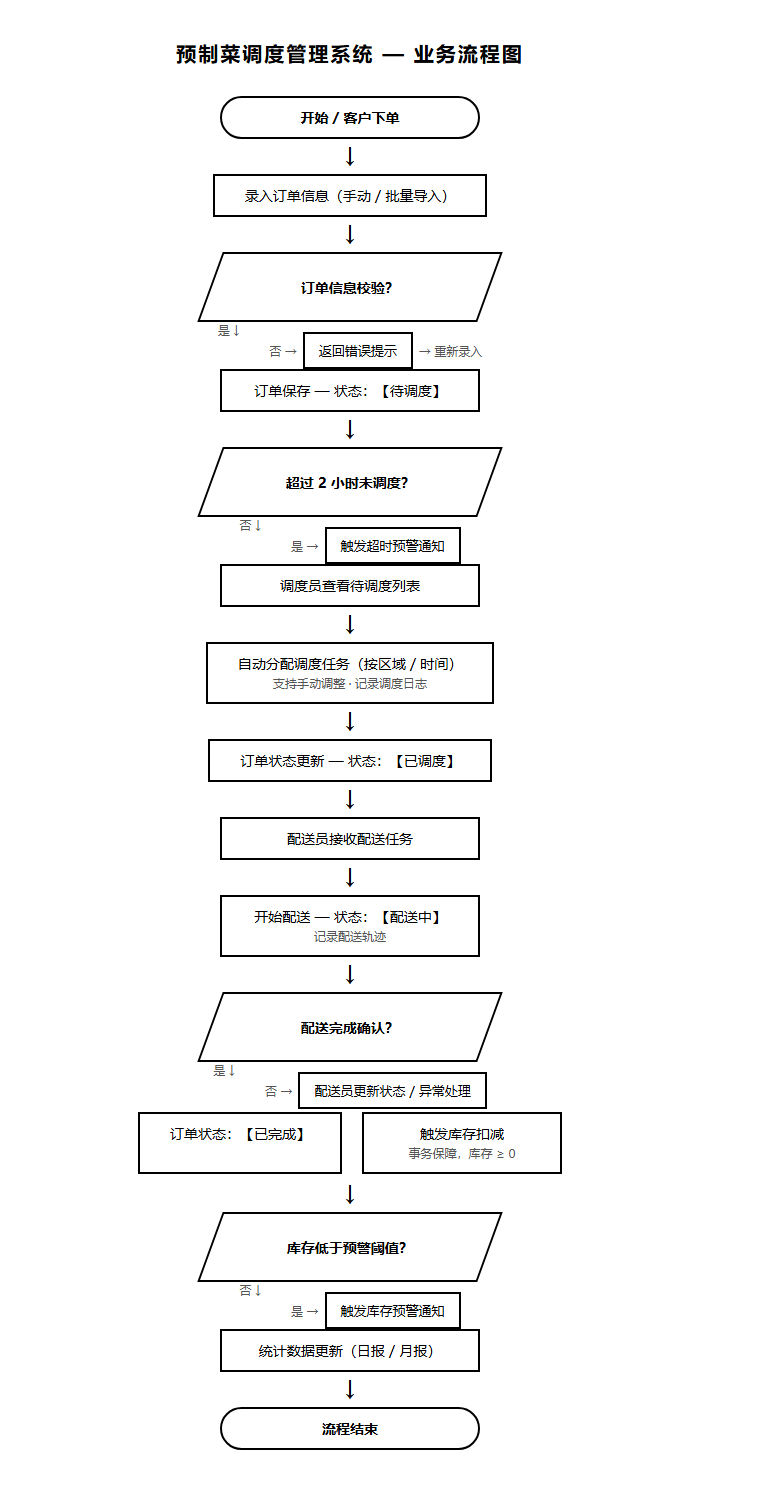 预制菜调度管理系统 — 业务流程图
开始 / 客户下单
↓
录入订单信息（手动 / 批量导入）
↓
订单信息校验?
是↓
否 → 返回错误提示 → 重新录入
订单保存 — 状态：【待调度】
↓
超过 2 小时未调度?
否↓
是 → 触发超时预警通知
调度员查看待调度列表
↓
自动分配调度任务（按区域 / 时间）
支持手动调整 · 记录调度日志
↓
订单状态更新 — 状态：【已调度】
↓
配送员接收配送任务
↓
开始配送 — 状态：【配送中】
记录配送轨迹
↓
配送完成确认?
是↓
否 → 配送员更新状态 / 异常处理
订单状态：【已完成】
触发库存扣减
事务保障，库存 ≥ 0
↓
库存低于预警阈值?
否↓
是 → 触发库存预警通知
统计数据更新（日报 / 月报）
↓
流程结束